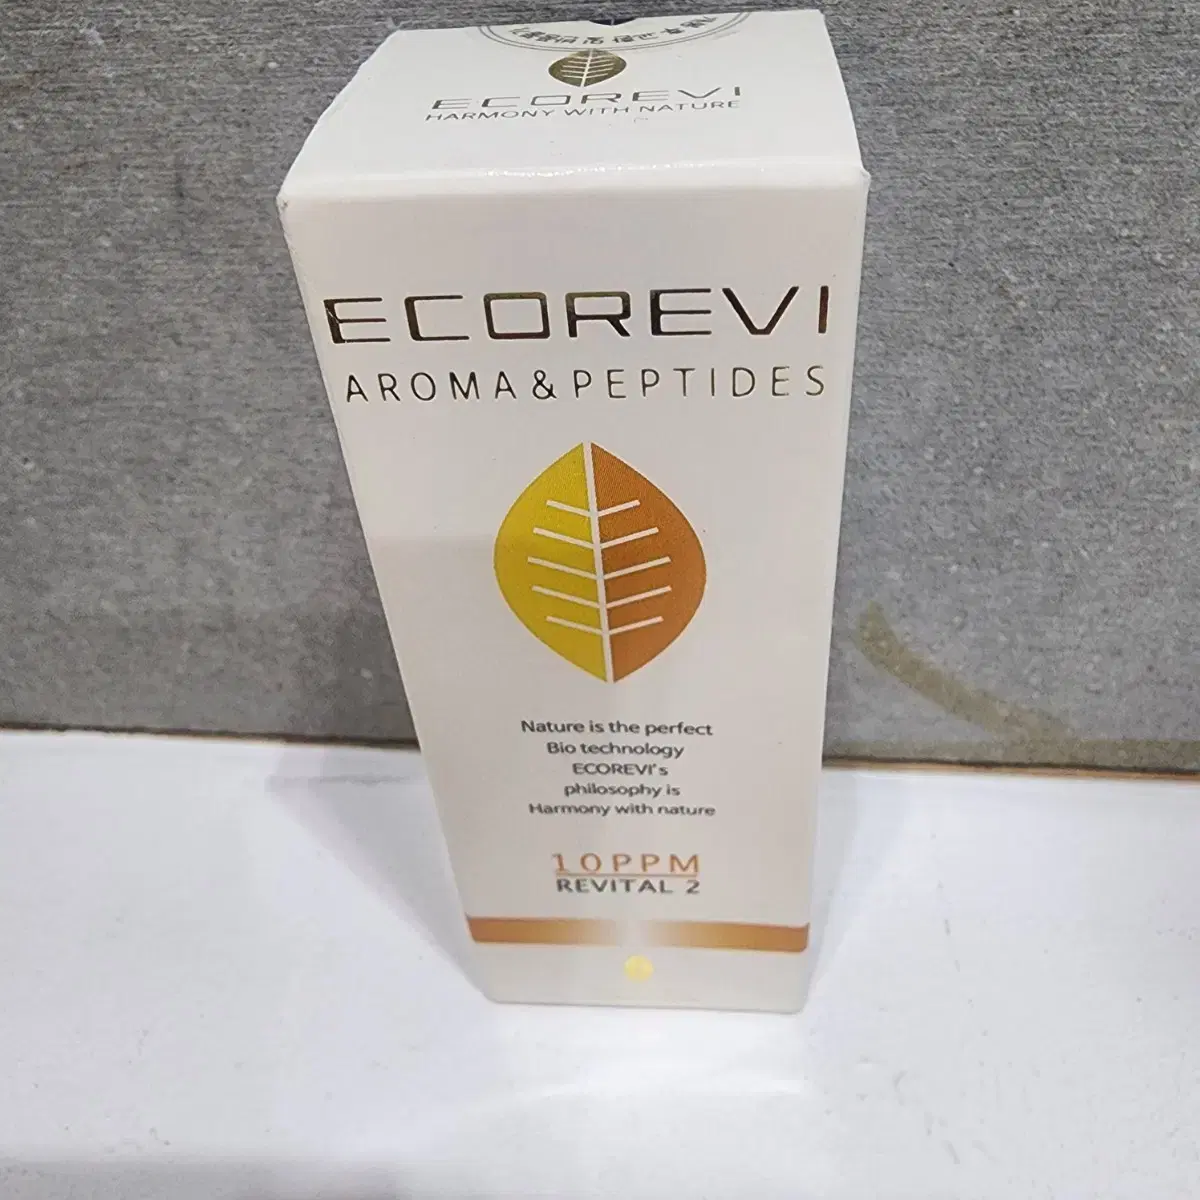 ECOREVI
HARMONY WITH NATURE
ECOREVI
AROMA & PEPTIDES
Nature is the perfect
Bio technology
ECOREVI's
philosophy is
Harmony with nature
10PPM
REVITAL 2